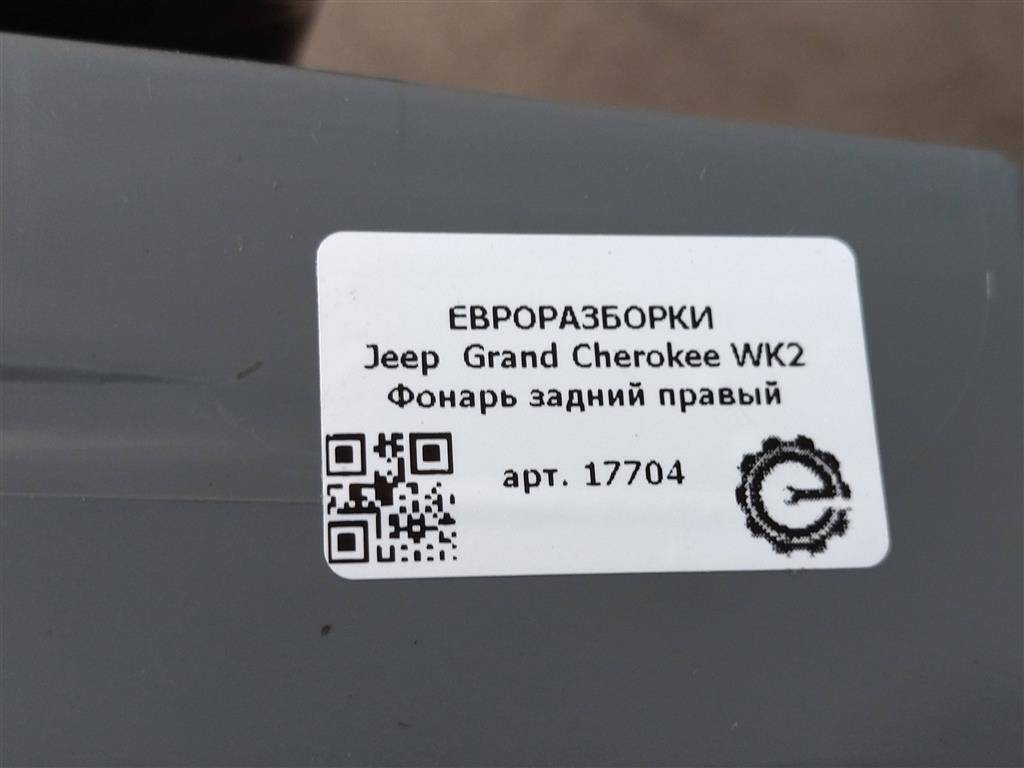 ЕВРОРАЗБОРКИ
Jeep  Grand Cherokee WK2
Фонарь задний правый
арт. 17704